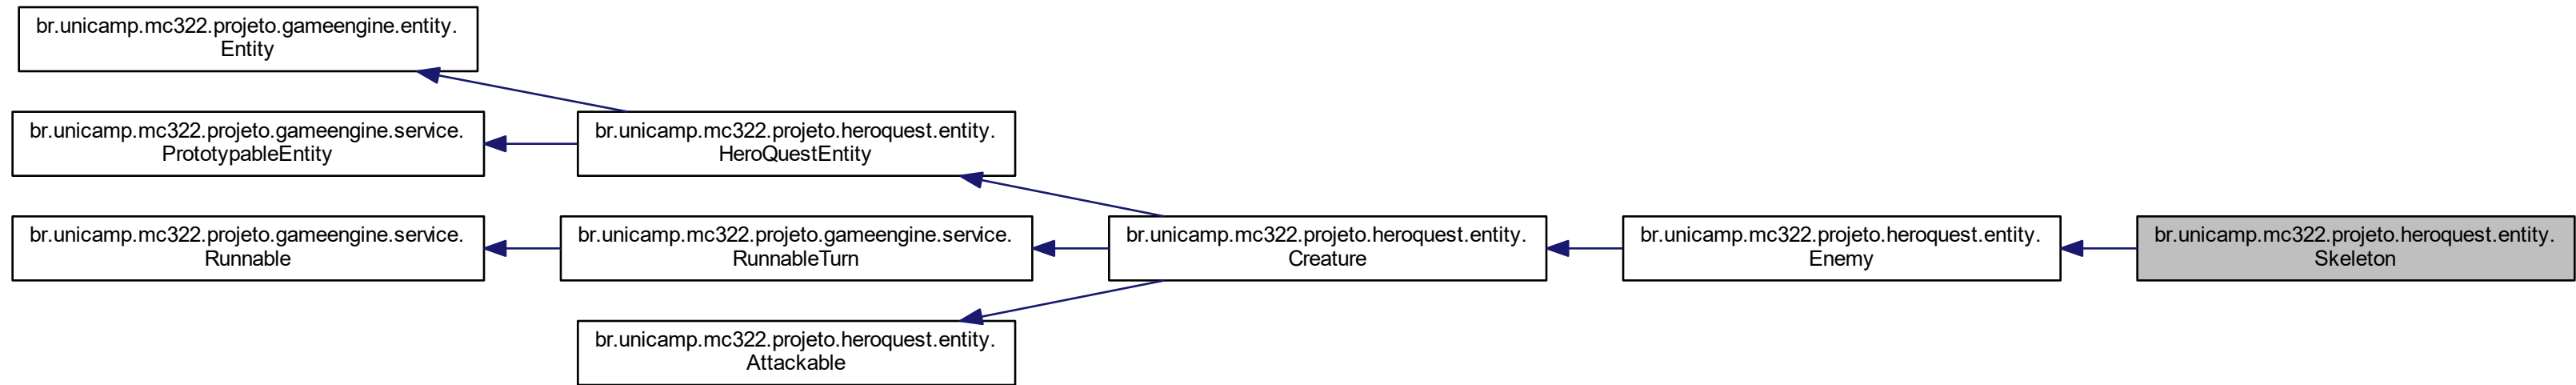 br.unicamp.mc322.projeto.gameengine.entity.
Entity
br.unicamp.mc322.projeto.gameengine.service.
PrototypableEntity
br.unicamp.mc322.projeto.heroquest.entity.
HeroQuestEntity
br.unicamp.mc322.projeto.gameengine.service.
Runnable
br.unicamp.mc322.projeto.gameengine.service.
RunnableTurn
br.unicamp.mc322.projeto.heroquest.entity.
Creature
br.unicamp.mc322.projeto.heroquest.entity.
Enemy
br.unicamp.mc322.projeto.heroquest.entity.
Skeleton
br.unicamp.mc322.projeto.heroquest.entity.
Attackable